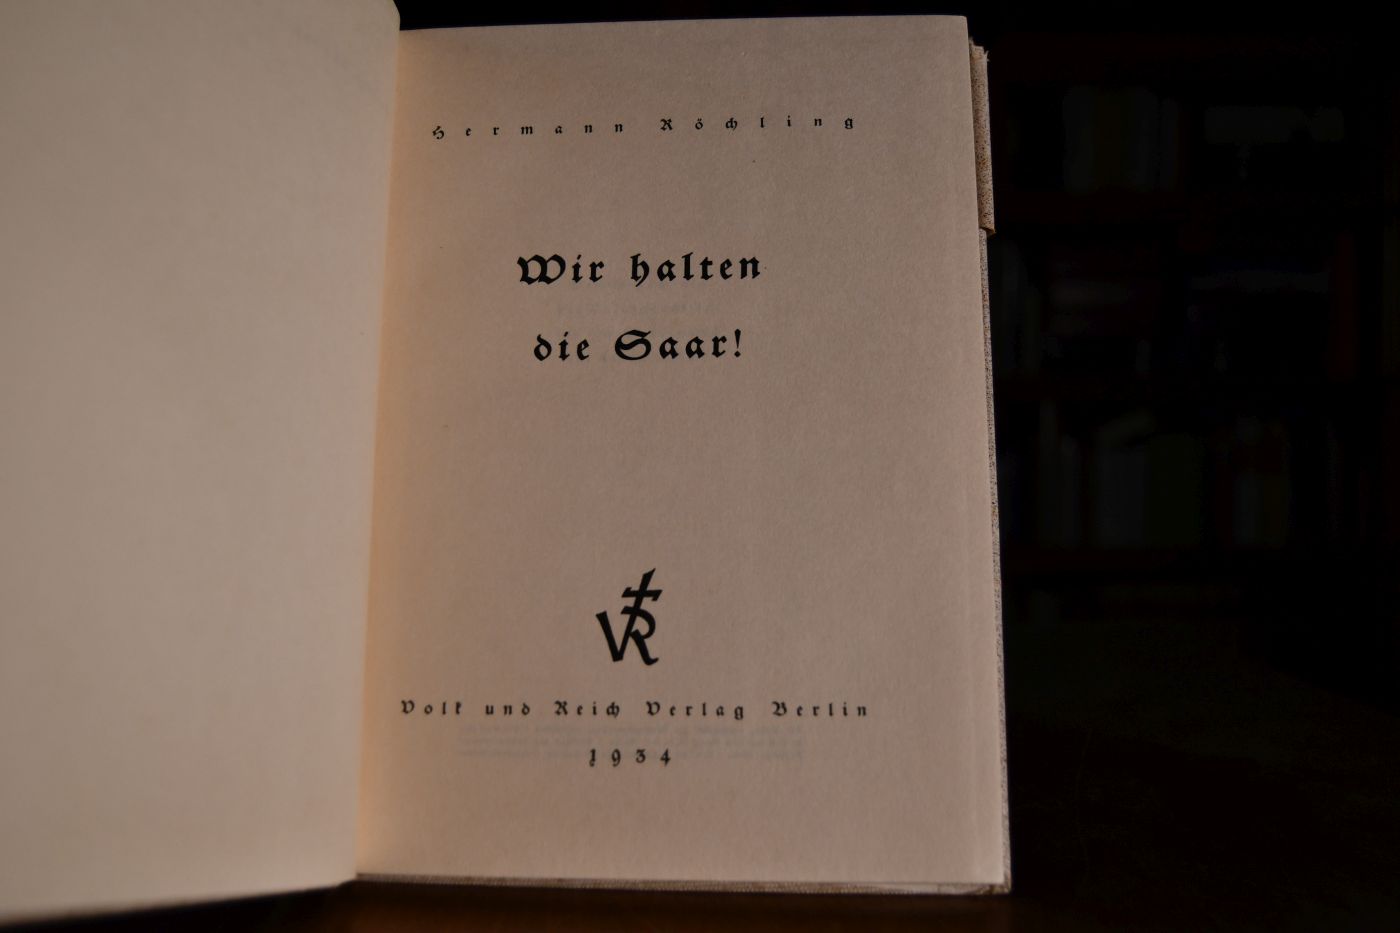 Hermann Röchling
Wir halten
die Saar!
VR
Volk und Reich Verlag Berlin
1934